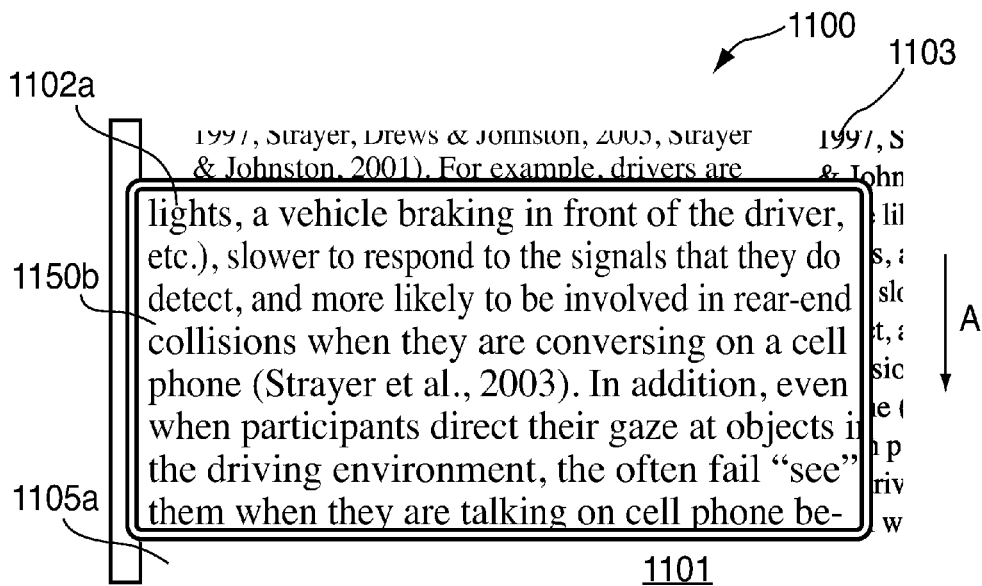 1100
1103
1102a
1997, Strayer, Drews & Johnston, 2003, Strayer
& Johnston, 2001). For example, drivers are
1997, S
& John
lights, a vehicle braking in front of the driver,
etc.), slower to respond to the signals that they do
detect, and more likely to be involved in rear-end
collisions when they are conversing on a cell
phone (Strayer et al., 2003). In addition, even
when participants direct their gaze at objects in
the driving environment, the often fail “see”
them when they are talking on cell phone be-
1150b
A
1105a
1101